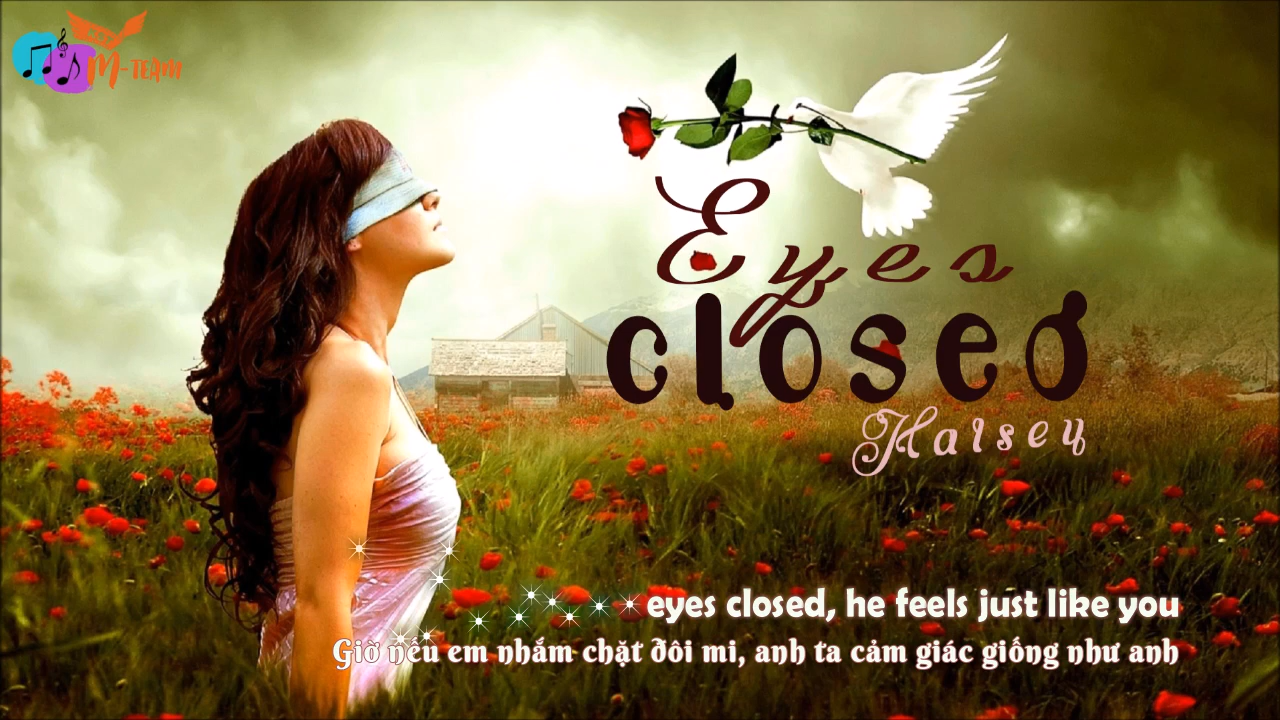 M-TEAM
Eyes
closed
Halsey
eyes closed, he feels just like you
Giờ nếu em nhắm chặt đôi mi, anh ta cảm giác giống như anh